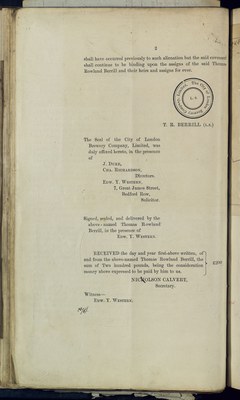 2
shall have accrued previously to such alienation but the said covenant
shall continue to be binding upon the assigns of the said Thomas
Rowland Berrill and their heirs and assigns for ever.
T. R. BERRILL (L.S.)
The Seal of the City of London
Brewery Company, Limited, was
duly affixed hereto, in the presence
of
J. DUKE,
CHA. RICHARDSON,
Directors.
EDW. T. WESTERN,
7, Great James Street,
Bedford Row,
Solicitor.
Signed, sealed, and delivered by the
above-named Thomas Rowland
Berrill, in the presence of
EDW. T. WESTERN.
RECEIVED the day and year first above written, of
and from the above-named Thomas Rowland Berrill, the
sum of Two hundred pounds, being the consideration
money above expressed to be paid by him to us.
£200
NICHOLSON CALVERT,
Secretary.
Witness—
EDW. T. WESTERN.